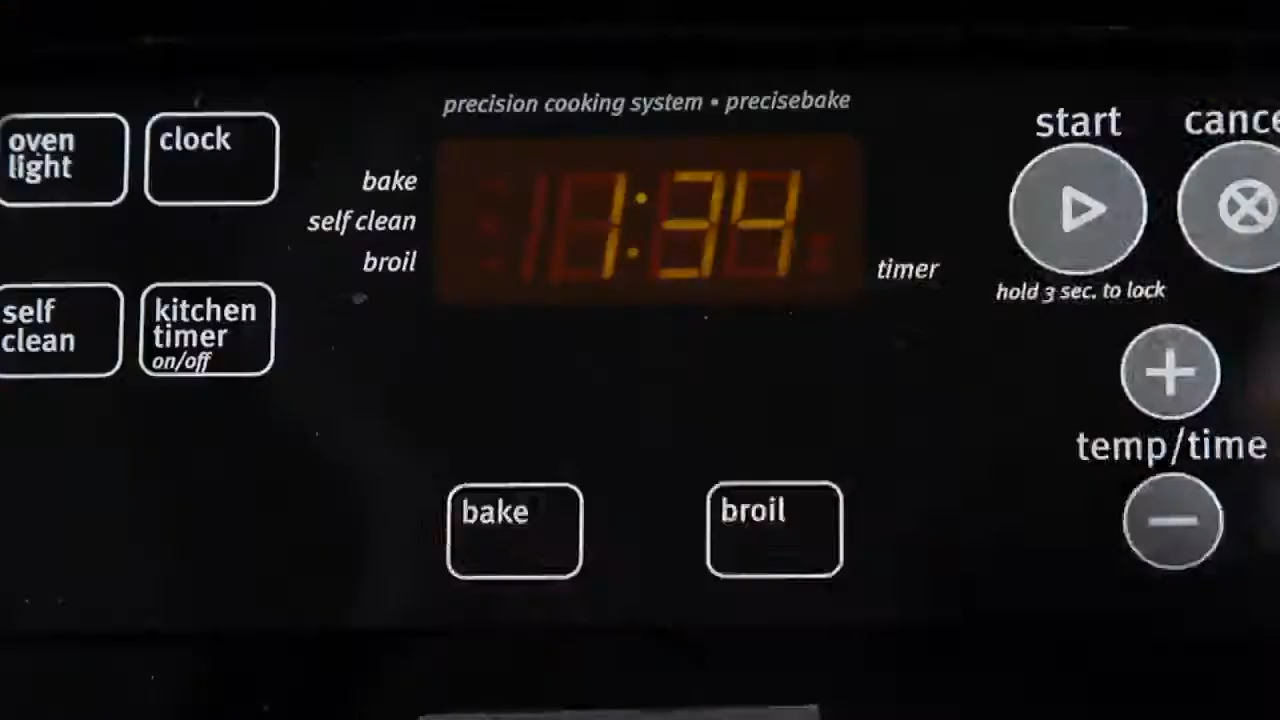 precision cooking system • precisebake
oven
light
clock
bake
self clean
broil
1:34
timer
start
hold 3 sec. to lock
self
clean
kitchen
timer
on/off
temp/time
bake
broil